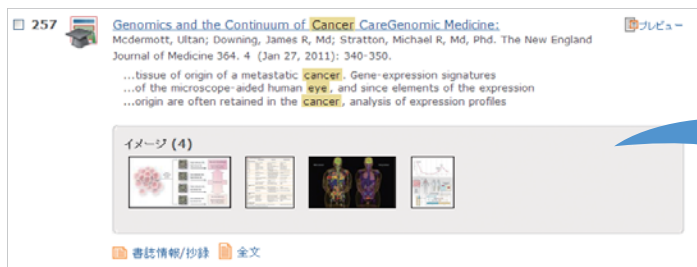 257 Genomics and the Continuum of Cancer CareGenomic Medicine: プレビュー
Mcdermott, Ultan; Downing, James R, Md; Stratton, Michael R, Md, Phd. The New England
Journal of Medicine 364. 4 (Jan 27, 2011): 340-350.
...tissue of origin of a metastatic cancer. Gene-expression signatures
...of the microscope-aided human eye, and since elements of the expression
...origin are often retained in the cancer, analysis of expression profiles
イメージ (4)
書誌情報/抄録 全文